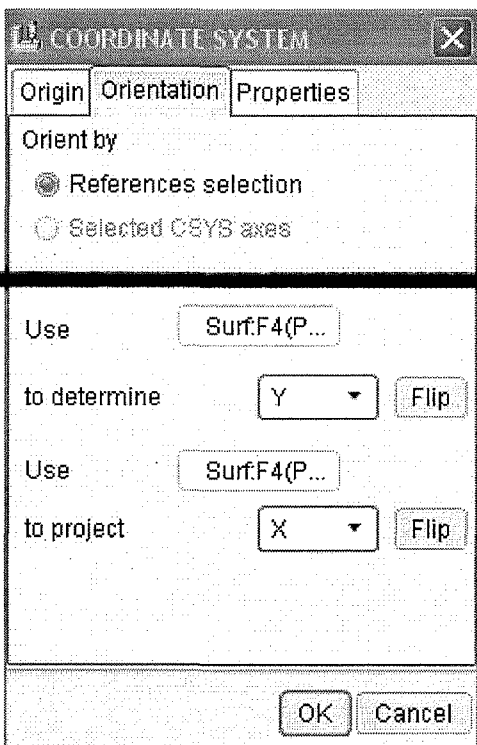 COORDINATE SYSTEM
Origin Orientation Properties
Orient by
References selection
Selected CSYS axes
Use Surf:F4(P...
to determine Y Flip
Use Surf:F4(P...
to project X Flip
OK Cancel